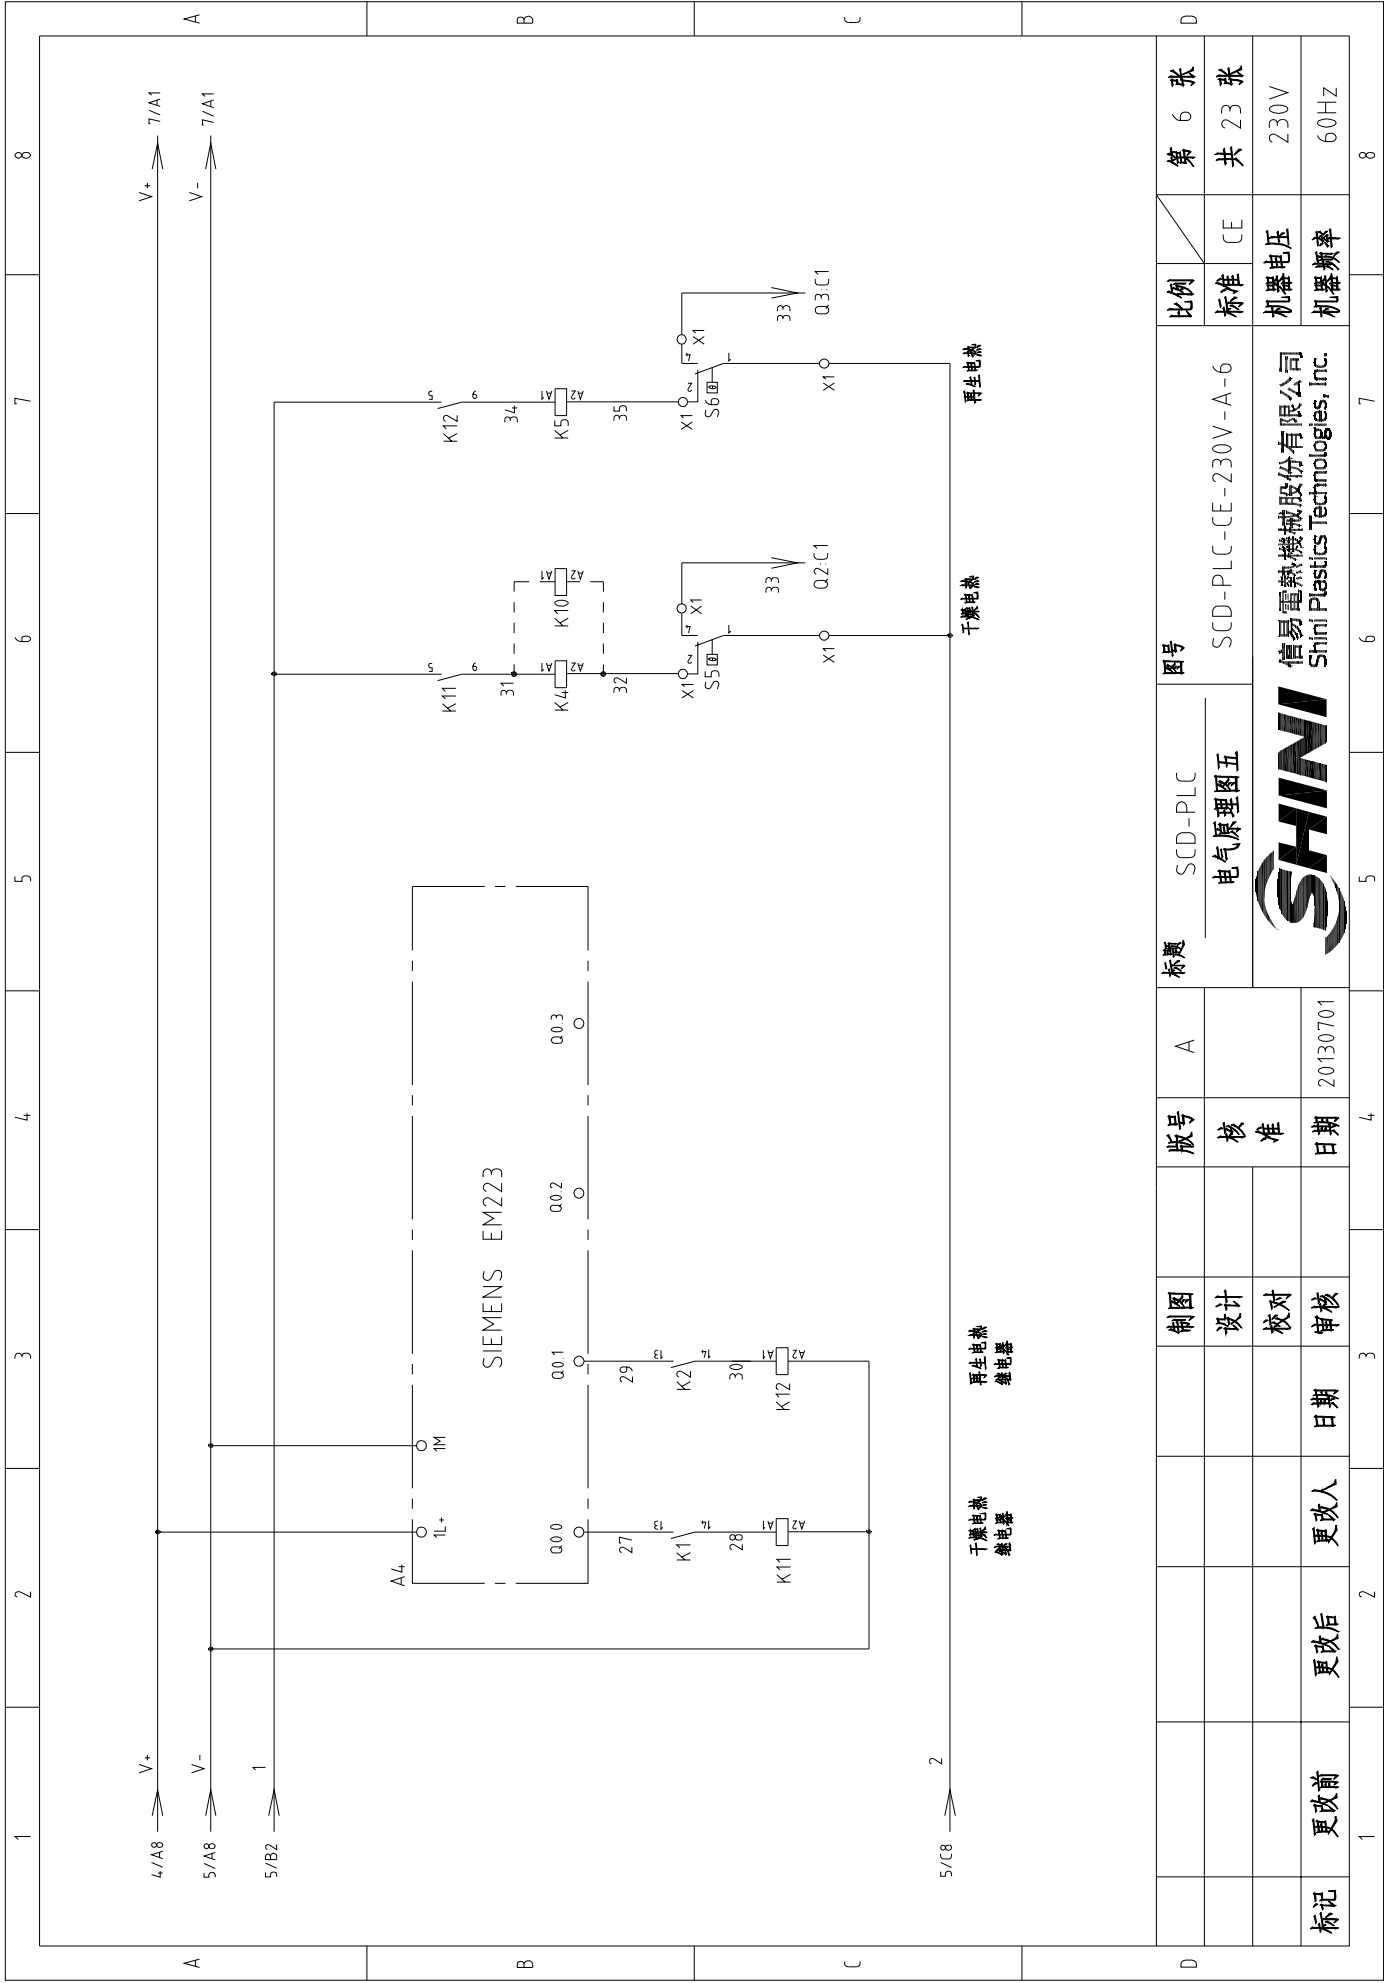 1 2 3 4 5 6 7 8
A
B
C
D
4/A8 V+ V+ 7/A1
5/A8 V- V- 7/A1
5/B2 1
A4
1L+ 1M
SIEMENS EM223
Q0.0 Q0.1 Q0.2 Q0.3
27 29
13 13
K1 K2
14 14
28 30
A1 A1
K11 K12
A2 A2
5 5
K11 K12
9 9
31 34
A1 A1 A1
K4 K10 K5
A2 A2 A2
32 35
X1 2 4 X1 X1 2 4 X1
S5 θ 1 S6 θ 1
33 33
Q2:C1 Q3:C1
X1 X1
5/C8 2
干燥电热
继电器
再生电热
继电器
干燥电热
再生电热
标记 更改前 更改后 更改人 日期
制图
设计
校对
审核
版号 A
核
准
日期 20130701
标题 SCD-PLC
电气原理图五
图号
SCD-PLC-CE-230V-A-6
比例 第 6 张
标准 CE 共 23 张
机器电压 230V
机器频率 60Hz
SHINI
信易電熱機械股份有限公司
Shini Plastics Technologies, Inc.
A
B
C
D
1 2 3 4 5 6 7 8